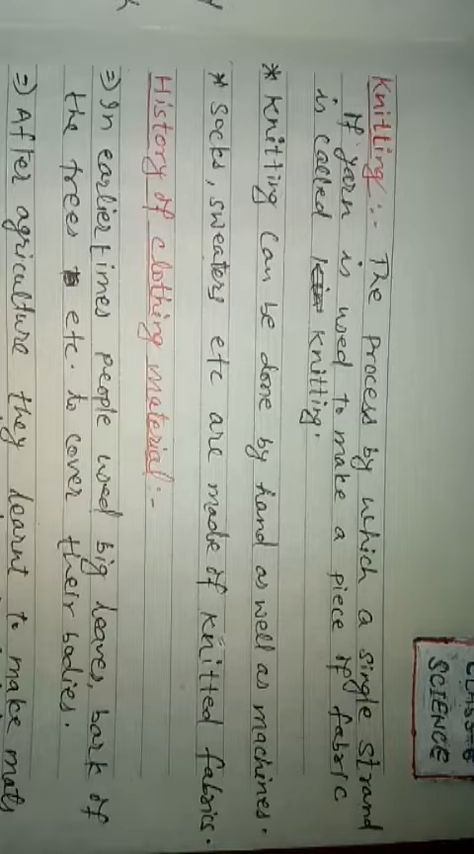 CLASS-6
SCIENCE
Knitting :- The process by which a single strand
If yarn is used to make a piece of fabric
is called knitting.
* Knitting can be done by hand as well as machines.
* Socks, sweaters etc are made of knitted fabrics.
History of clothing material :-
⇒ In earlier times people used big leaves, bark of
the trees etc. to cover their bodies.
⇒ After agriculture they learnt to make mats